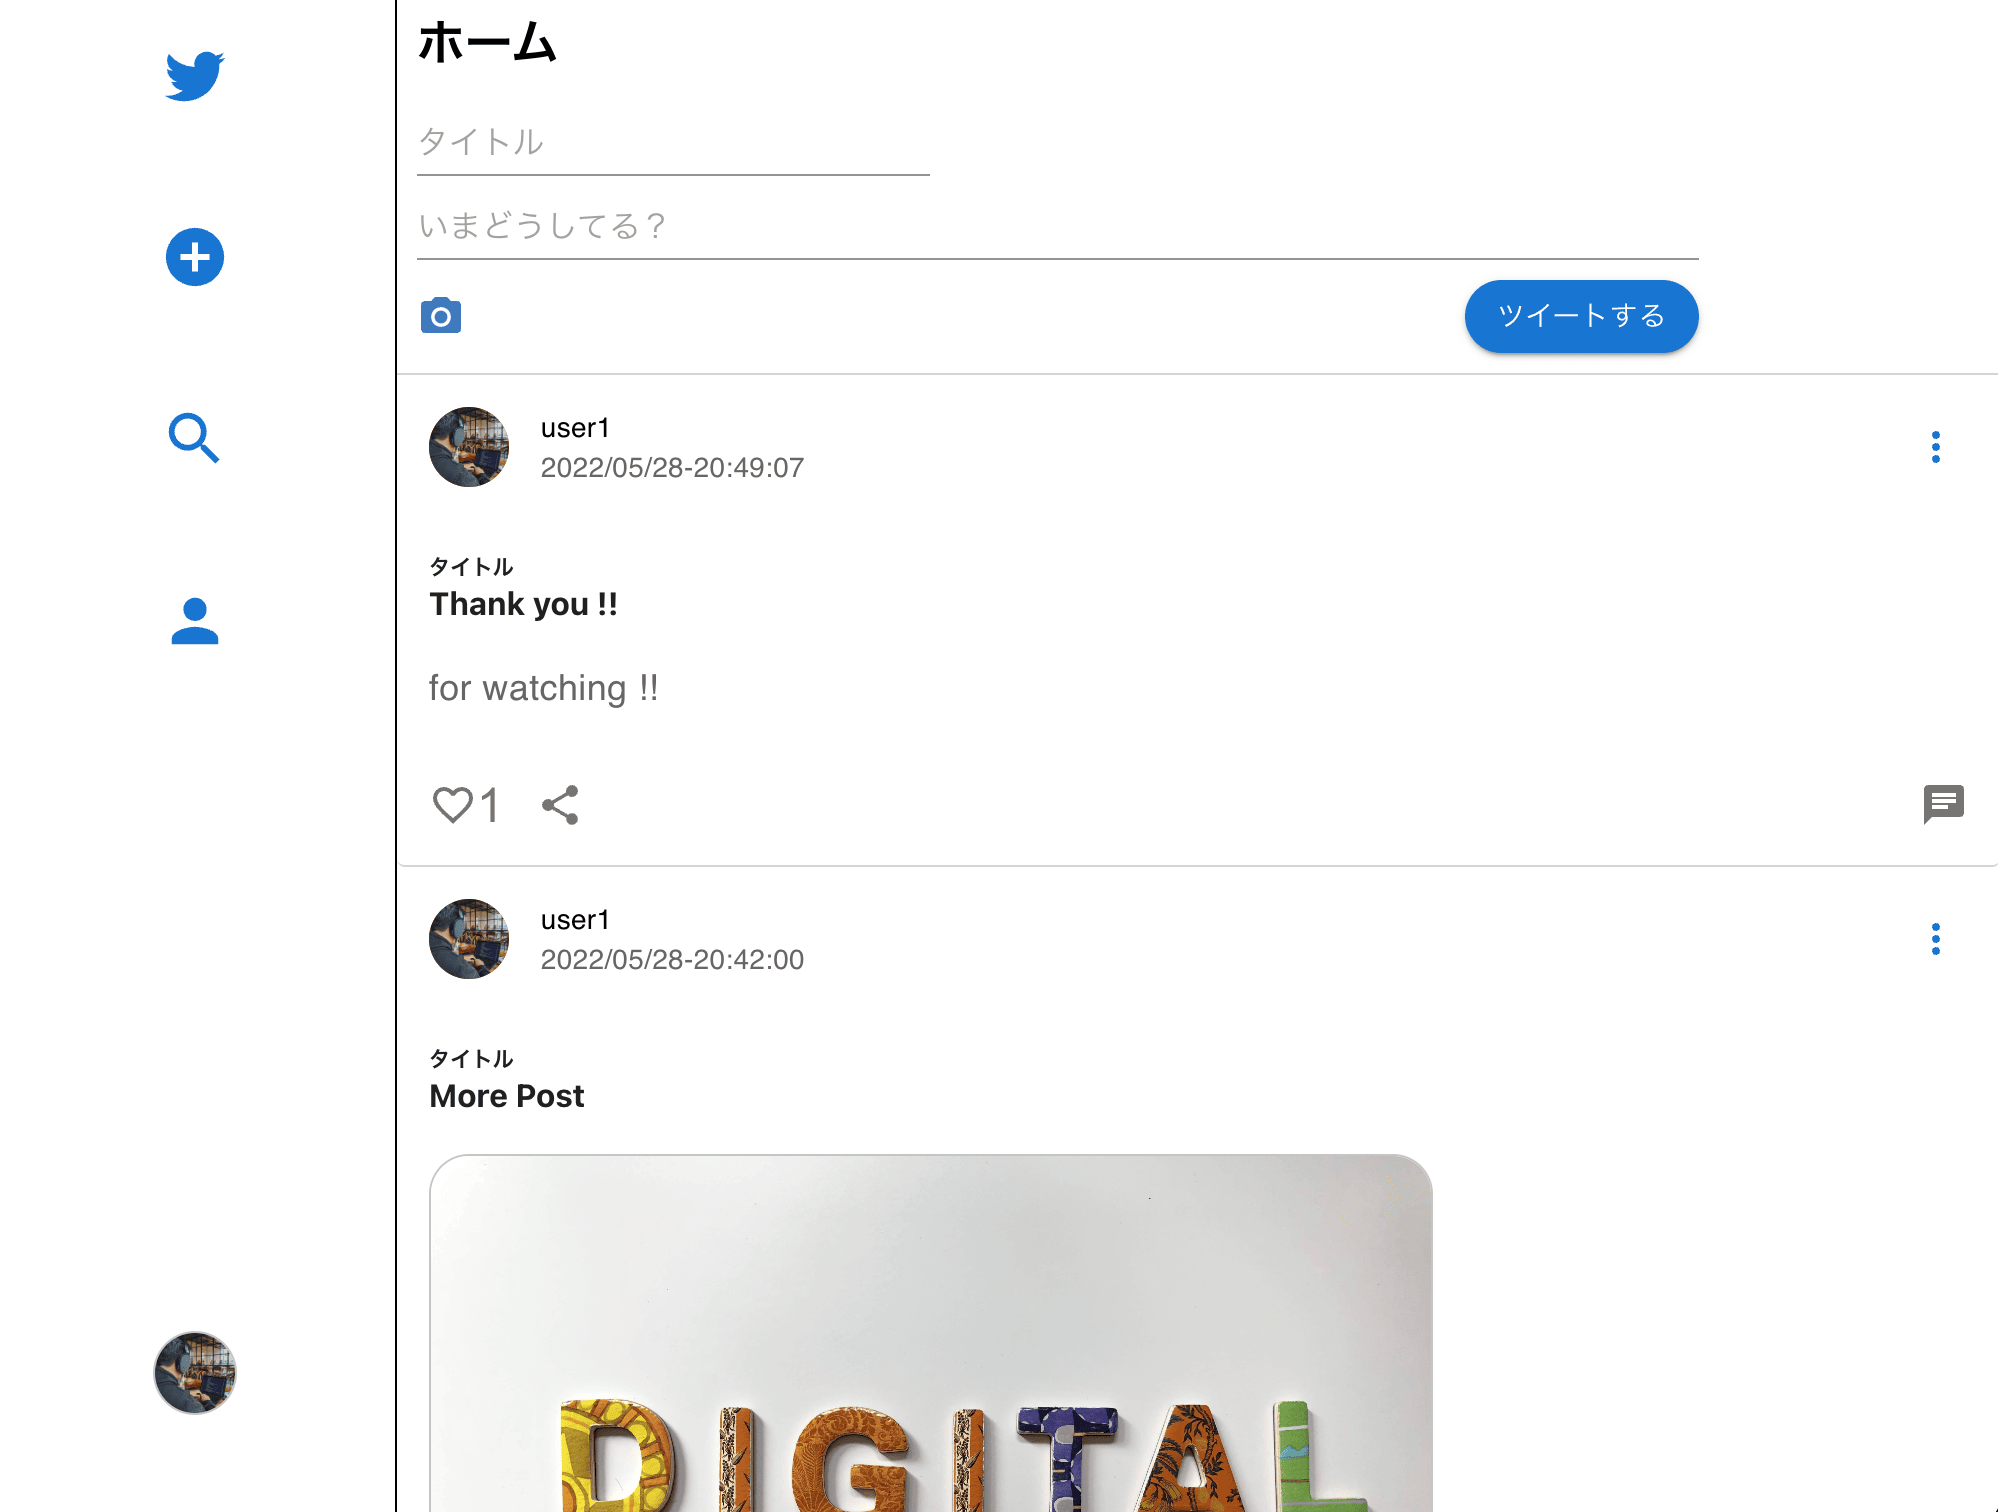 ホーム
タイトル
いまどうしてる？
ツイートする
user1
2022/05/28-20:49:07
タイトル
Thank you !!
for watching !!
1
user1
2022/05/28-20:42:00
タイトル
More Post
DIGITAL